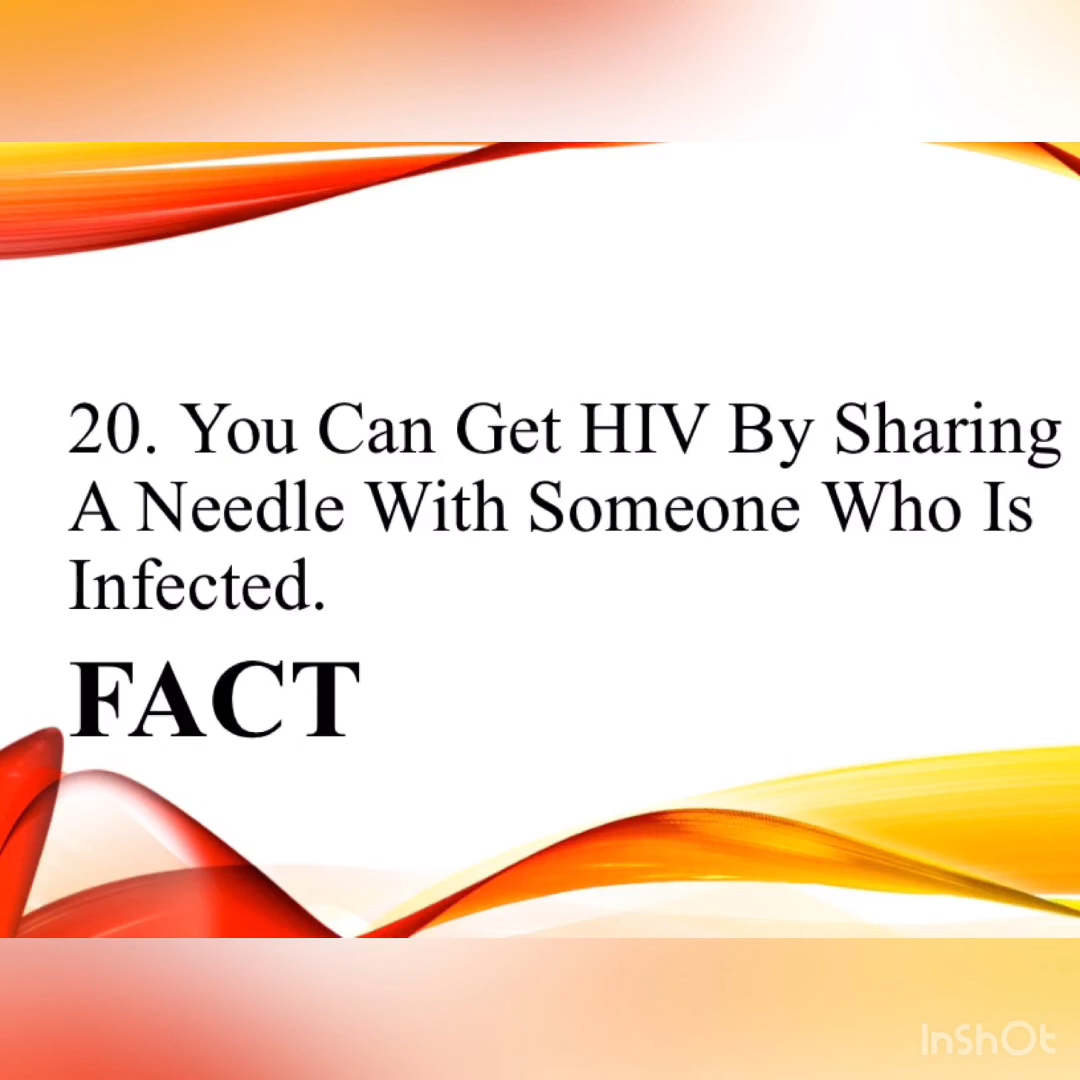 20. You Can Get HIV By Sharing
A Needle With Someone Who Is
Infected.
FACT
InShOt